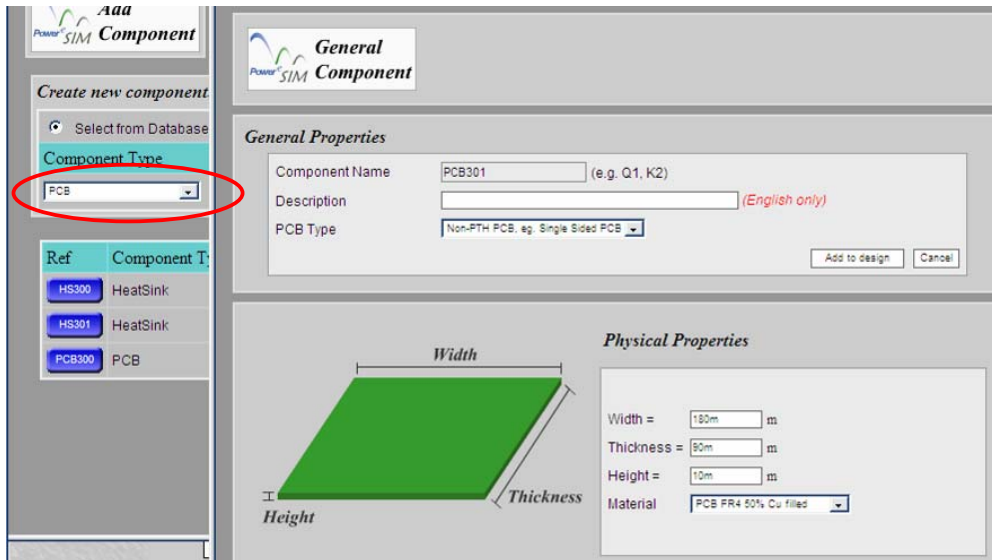 Add
PowerᵉSIM Component
Create new component
Select from Database
Component Type
PCB
Ref Component Ty
HS300 HeatSink
HS301 HeatSink
PCB300 PCB
General
PowerᵉSIM Component
General Properties
Component Name PCB301 (e.g. Q1, K2)
Description (English only)
PCB Type Non-PTH PCB, eg. Single Sided PCB
Add to design Cancel
Width
Thickness
Height
Physical Properties
Width = 180m m
Thickness = 90m m
Height = 10m m
Material PCB FR4 50% Cu filled